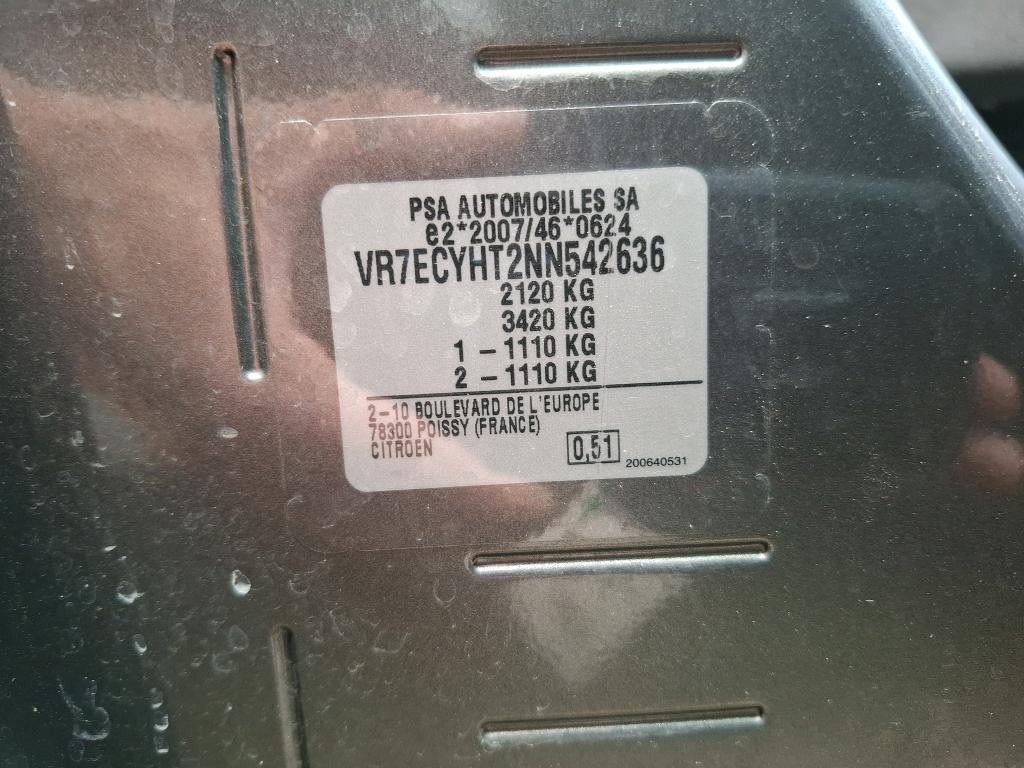 PSA AUTOMOBILES SA
e2*2007/46*0624
VR7ECYHT2NN542636
2120 KG
3420 KG
1 - 1110 KG
2 - 1110 KG
2-10 BOULEVARD DE L'EUROPE
78300 POISSY (FRANCE)
CITROEN
0,51 200640531